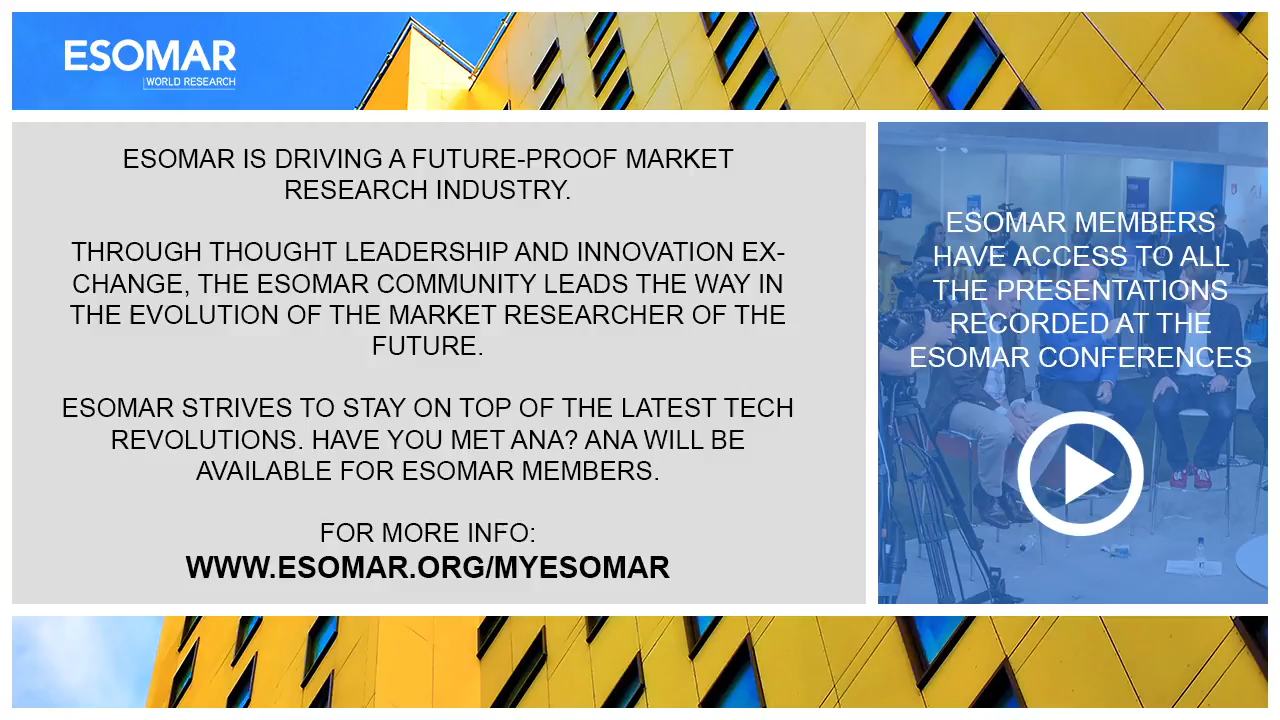 ESOMAR
WORLD RESEARCH
ESOMAR IS DRIVING A FUTURE-PROOF MARKET
RESEARCH INDUSTRY.
THROUGH THOUGHT LEADERSHIP AND INNOVATION EX-
CHANGE, THE ESOMAR COMMUNITY LEADS THE WAY IN
THE EVOLUTION OF THE MARKET RESEARCHER OF THE
FUTURE.
ESOMAR STRIVES TO STAY ON TOP OF THE LATEST TECH
REVOLUTIONS. HAVE YOU MET ANA? ANA WILL BE
AVAILABLE FOR ESOMAR MEMBERS.
FOR MORE INFO:
WWW.ESOMAR.ORG/MYESOMAR
ESOMAR MEMBERS
HAVE ACCESS TO ALL
THE PRESENTATIONS
RECORDED AT THE
ESOMAR CONFERENCES